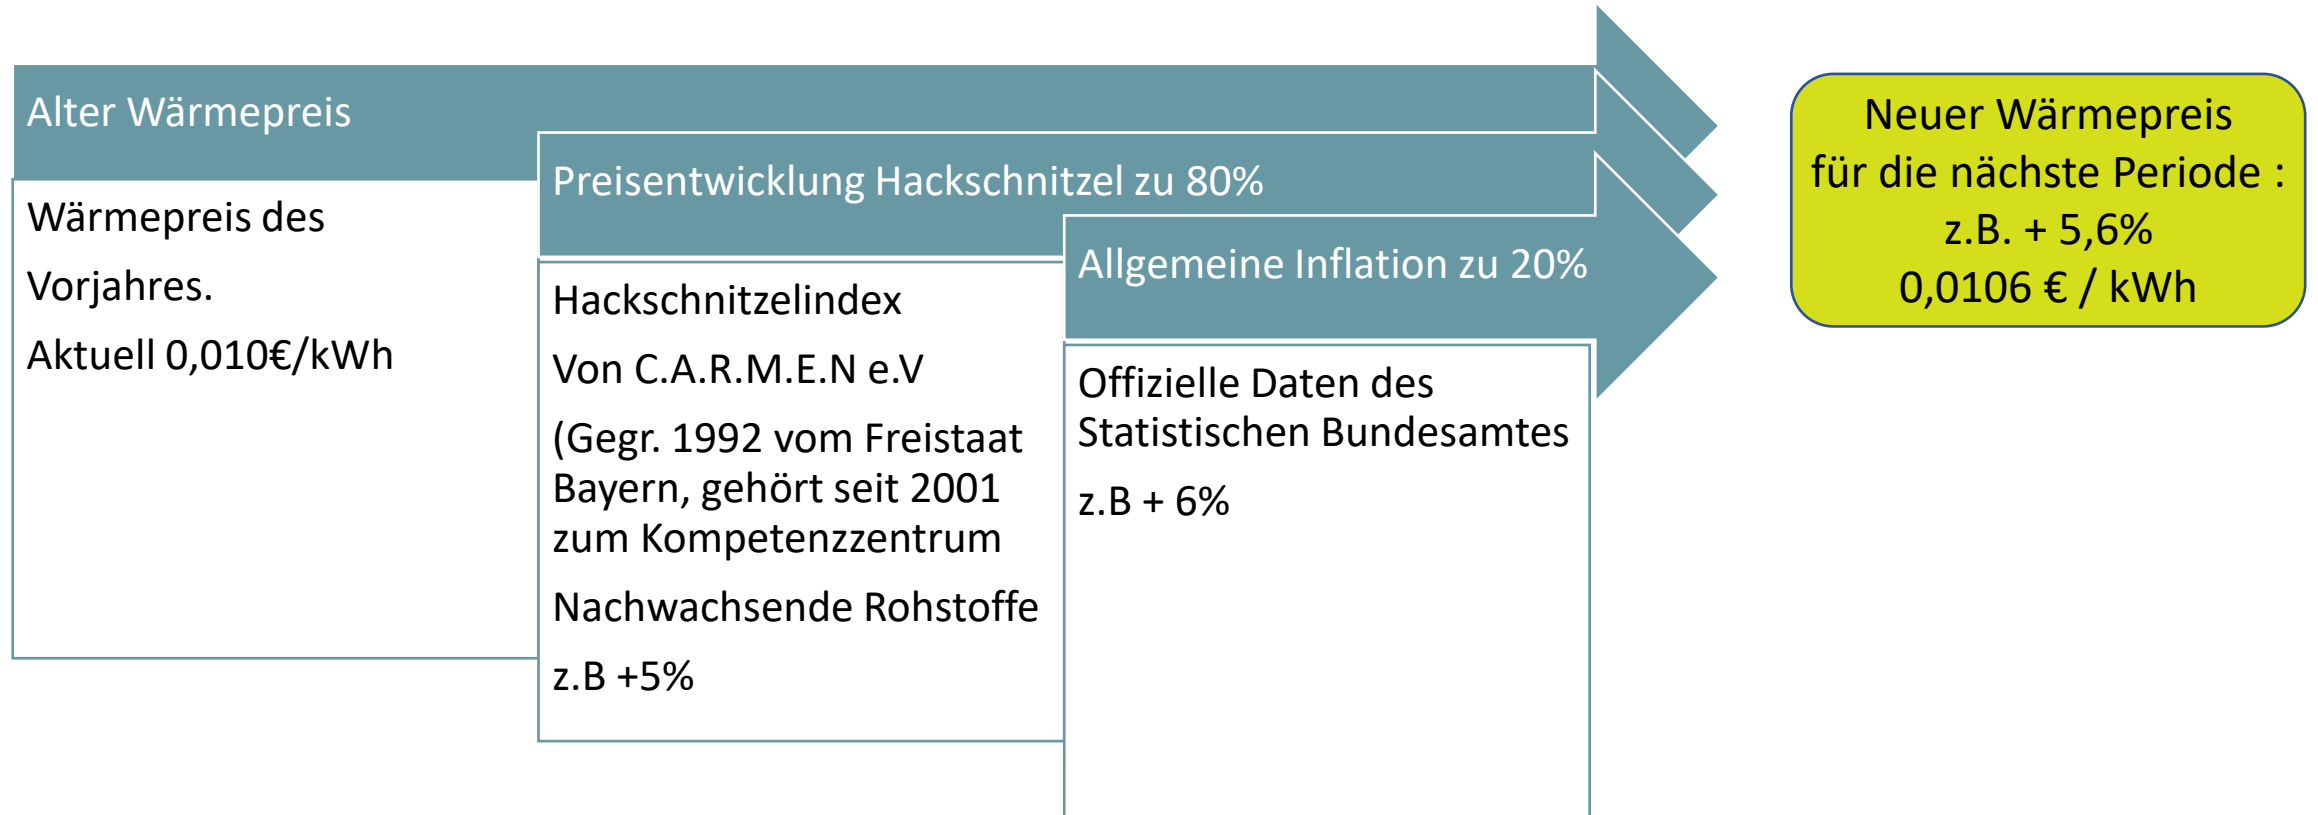 Alter Wärmepreis
Wärmepreis des
Vorjahres.
Aktuell 0,010€/kWh
Preisentwicklung Hackschnitzel zu 80%
Hackschnitzelindex
Von C.A.R.M.E.N e.V
(Gegr. 1992 vom Freistaat
Bayern, gehört seit 2001
zum Kompetenzzentrum
Nachwachsende Rohstoffe
z.B +5%
Allgemeine Inflation zu 20%
Offizielle Daten des
Statistischen Bundesamtes
z.B + 6%
Neuer Wärmepreis
für die nächste Periode :
z.B. + 5,6%
0,0106 € / kWh